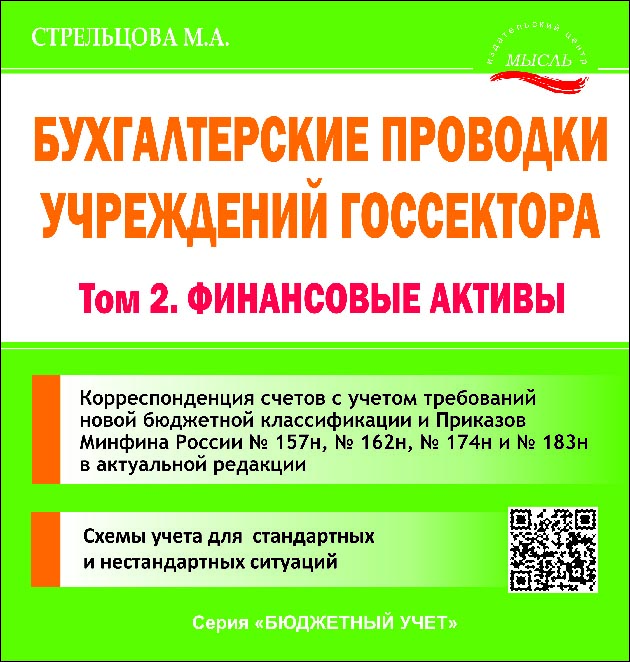 СТРЕЛЬЦОВА М.А.
издательский центр
МЫСЛЬ
БУХГАЛТЕРСКИЕ ПРОВОДКИ
УЧРЕЖДЕНИЙ ГОССЕКТОРА
Том 2. ФИНАНСОВЫЕ АКТИВЫ
Корреспонденция счетов с учетом требований
новой бюджетной классификации и Приказов
Минфина России № 157н, № 162н, № 174н и № 183н
в актуальной редакции
Схемы учета для стандартных
и нестандартных ситуаций
Серия «БЮДЖЕТНЫЙ УЧЕТ»